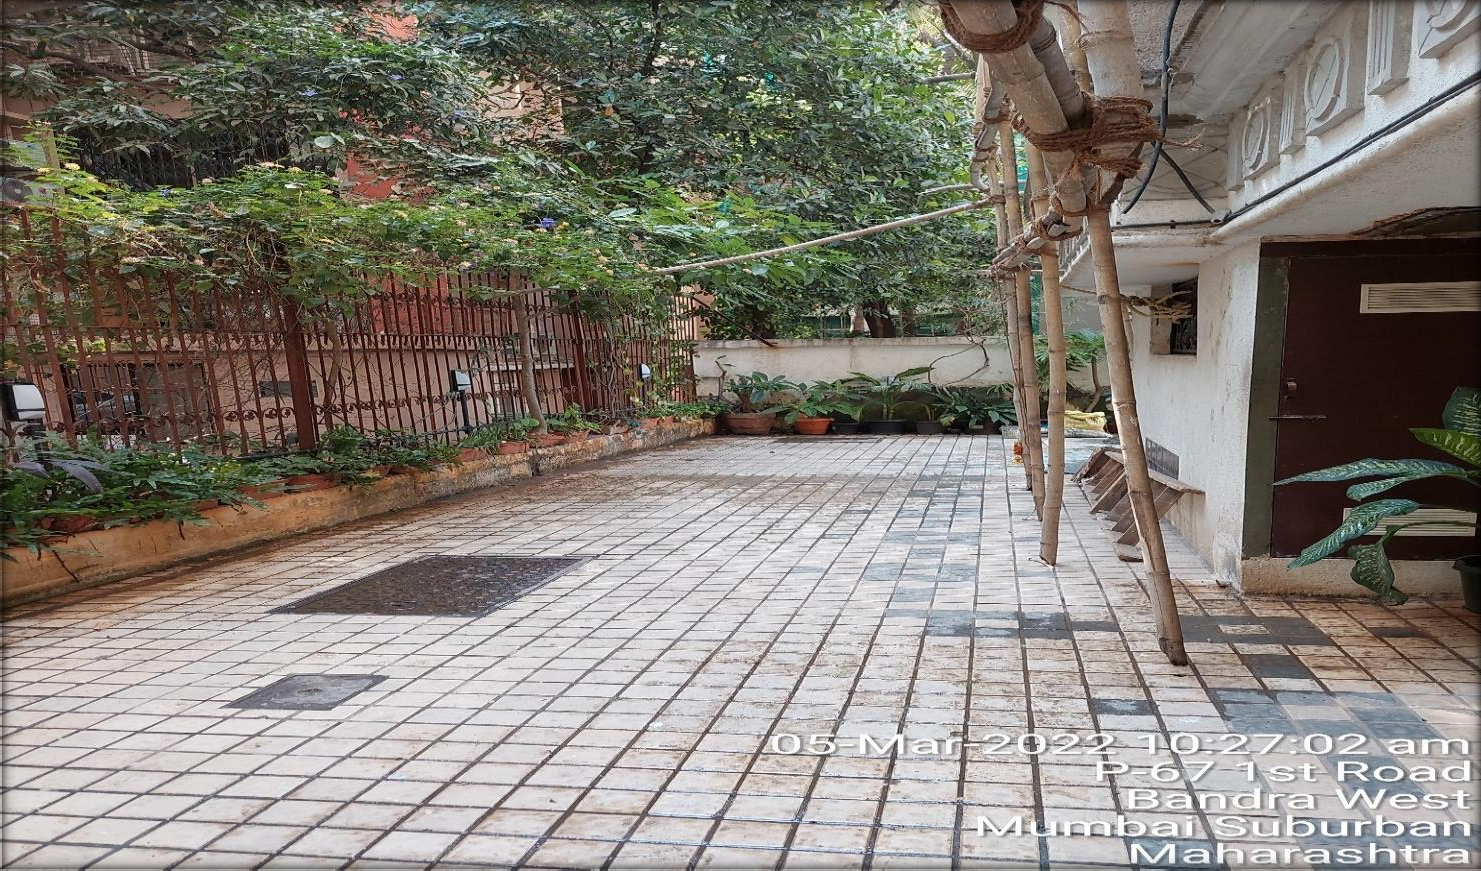 05-Mar-2022 10:27:02 am
P-67 1st Road
Bandra West
Mumbai Suburban
Maharashtra